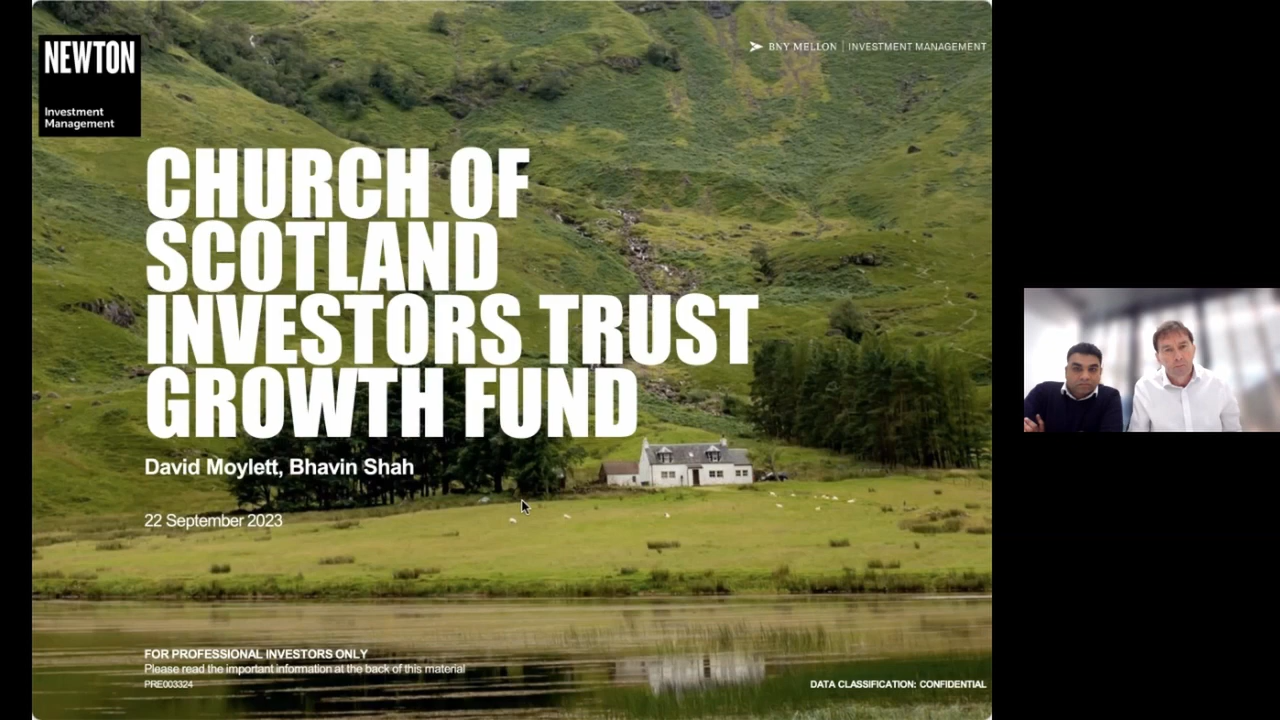 NEWTON
Investment
Management
BNY MELLON | INVESTMENT MANAGEMENT
CHURCH OF
SCOTLAND
INVESTORS TRUST
GROWTH FUND
David Moylett, Bhavin Shah
22 September 2023
FOR PROFESSIONAL INVESTORS ONLY
Please read the important information at the back of this material
PRE003324
DATA CLASSIFICATION: CONFIDENTIAL